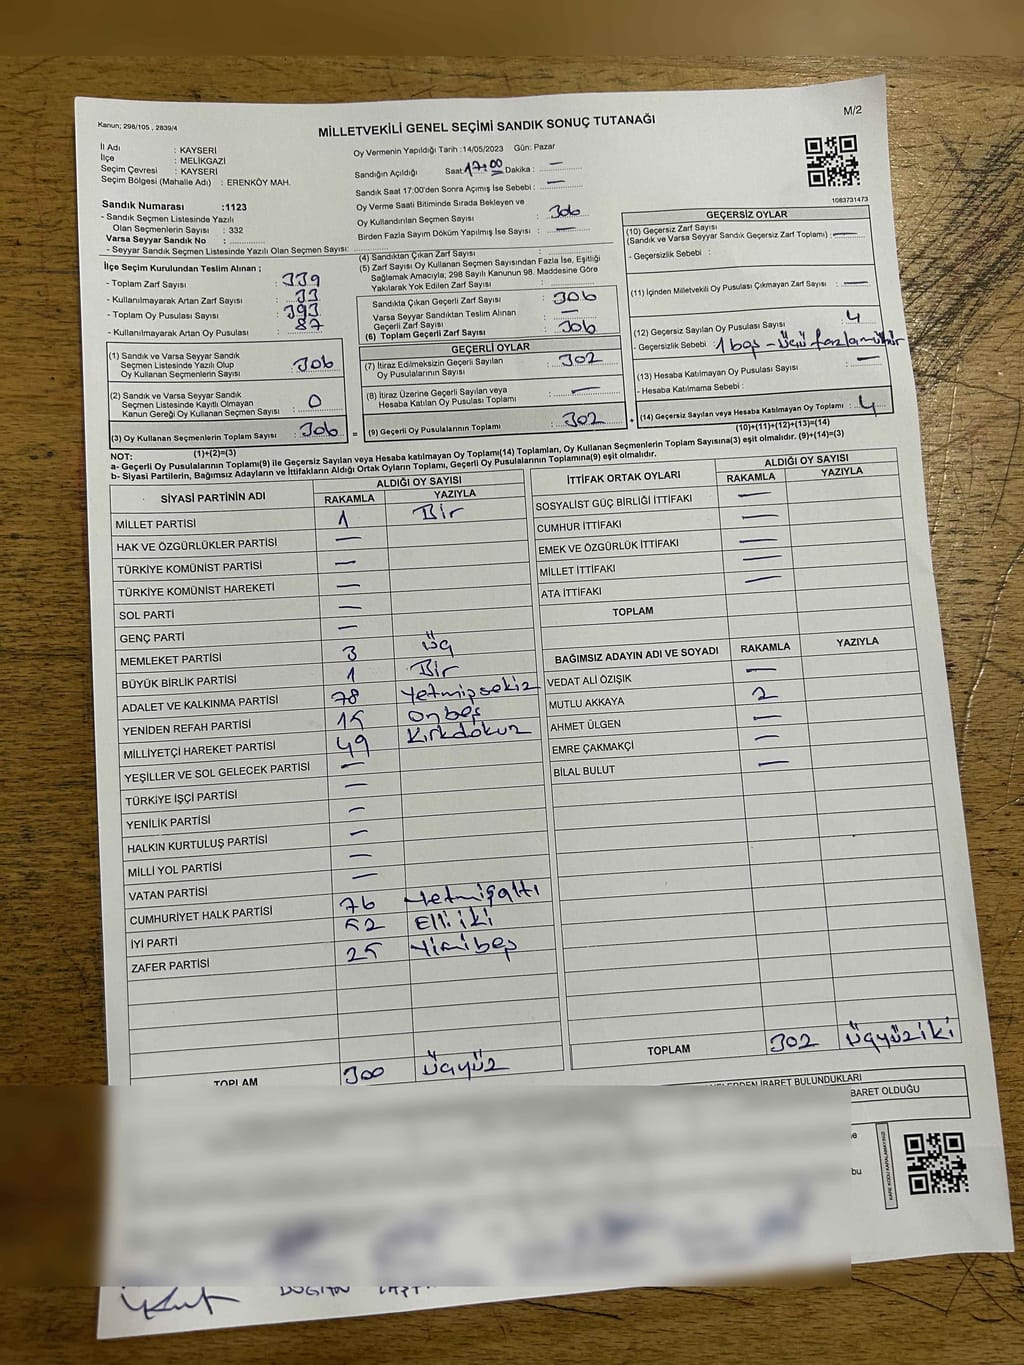 Kanun; 298/105 , 2839/4
MİLLETVEKİLİ GENEL SEÇİMİ SANDIK SONUÇ TUTANAĞI
M/2
İl Adı : KAYSERİ
İlçe : MELİKGAZİ
Seçim Çevresi : KAYSERİ
Seçim Bölgesi (Mahalle Adı) : ERENKÖY MAH.
Sandık Numarası :1123
- Sandık Seçmen Listesinde Yazılı
Olan Seçmenlerin Sayısı : 332
Varsa Seyyar Sandık No :
- Seyyar Sandık Seçmen Listesinde Yazılı Olan Seçmen Sayısı:
Oy Vermenin Yapıldığı Tarih :14/05/2023 Gün: Pazar
Sandığın Açıldığı Saat 17:00 Dakika : —
Sandık Saat 17:00'den Sonra Açımış İse Sebebi : —
Oy Verme Saati Bitiminde Sırada Bekleyen ve
Oy Kullandırılan Seçmen Sayısı : 306
Birden Fazla Sayım Döküm Yapılmış İse Sayısı : —
1083731473
İlçe Seçim Kurulundan Teslim Alınan ;
- Toplam Zarf Sayısı : 339
- Kullanılmayarak Artan Zarf Sayısı : 33
- Toplam Oy Pusulası : 393
- Kullanılmayarak Artan Oy Pusulası : 87
(1) Sandık ve Varsa Seyyar Sandık
Seçmen Listesinde Yazılı Olup
Oy Kullanan Seçmenlerin Sayısı : 306
(2) Sandık ve Varsa Seyyar Sandık
Seçmen Listesinde Kayıtlı Olmayan
Kanun Gereği Oy Kullanan Seçmen Sayısı : 0
(3) Oy Kullanan Seçmenlerin Toplam Sayısı : 306
(1)+(2)=(3)
(4) Sandıktan Çıkan Zarf Sayısı :
(5) Zarf Sayısı Oy Kullanan Seçmen Sayısından Fazla İse, Eşitliği
Sağlamak Amacıyla; 298 Sayılı Kanunun 98. Maddesine Göre
Yakılarak Yok Edilen Zarf Sayısı :
Sandıkta Çıkan Geçerli Zarf Sayısı : 306
Varsa Seyyar Sandıktan Teslim Alınan
Geçerli Zarf Sayısı : —
(6) Toplam Geçerli Zarf Sayısı : 306
GEÇERLİ OYLAR
(7) İtiraz Edilmeksizin Geçerli Sayılan
Oy Pusulalarının Sayısı : 302
(8) İtiraz Üzerine Geçerli Sayılan veya
Hesaba Katılan Oy Pusulası Toplamı : —
= (9) Geçerli Oy Pusulalarının Toplamı : 302
GEÇERSİZ OYLAR
(10) Geçersiz Zarf Sayısı
(Sandık ve Varsa Seyyar Sandık Geçersiz Zarf Toplamı) : —
- Geçersizlik Sebebi :
(11) İçinden Milletvekili Oy Pusulası Çıkmayan Zarf Sayısı : —
(12) Geçersiz Sayılan Oy Pusulası Sayısı : 4
- Geçersizlik Sebebi : 1 boş - üçü fazla mühür
(13) Hesaba Katılmayan Oy Pusulası Sayısı : —
- Hesaba Katılmama Sebebi :
+ (14) Geçersiz Sayılan veya Hesaba Katılmayan Oy Toplamı : 4
(10)+(11)+(12)+(13)=(14)
NOT:
a- Geçerli Oy Pusulalarının Toplamı(9) ile Geçersiz Sayılan veya Hesaba katılmayan Oy Toplamı(14) Toplamları, Oy Kullanan Seçmenlerin Toplam Sayısına(3) eşit olmalıdır. (9)+(14)=(3)
b- Siyasi Partilerin, Bağımsız Adayların ve İttifakların Aldığı Ortak Oyların Toplamı, Geçerli Oy Pusulalarının Toplamına(9) eşit olmalıdır.
SİYASİ PARTİNİN ADI ALDIĞI OY SAYISI
RAKAMLA YAZIYLA
MİLLET PARTİSİ 1 Bir
HAK VE ÖZGÜRLÜKLER PARTİSİ —
TÜRKİYE KOMÜNİST PARTİSİ —
TÜRKİYE KOMÜNİST HAREKETİ —
SOL PARTİ —
GENÇ PARTİ —
MEMLEKET PARTİSİ 3 Üç
BÜYÜK BİRLİK PARTİSİ 1 Bir
ADALET VE KALKINMA PARTİSİ 78 Yetmişsekiz
YENİDEN REFAH PARTİSİ 15 Onbeş
MİLLİYETÇİ HAREKET PARTİSİ 49 Kırkdokuz
YEŞİLLER VE SOL GELECEK PARTİSİ —
TÜRKİYE İŞÇİ PARTİSİ —
YENİLİK PARTİSİ —
HALKIN KURTULUŞ PARTİSİ —
MİLLİ YOL PARTİSİ —
VATAN PARTİSİ —
CUMHURİYET HALK PARTİSİ 76 Yetmişaltı
İYİ PARTİ 52 Elliiki
ZAFER PARTİSİ 25 Yirmibeş
TOPLAM 300 Üçyüz
İTTİFAK ORTAK OYLARI ALDIĞI OY SAYISI
RAKAMLA YAZIYLA
SOSYALİST GÜÇ BİRLİĞİ İTTİFAKI —
CUMHUR İTTİFAKI —
EMEK VE ÖZGÜRLÜK İTTİFAKI —
MİLLET İTTİFAKI —
ATA İTTİFAKI —
TOPLAM
BAĞIMSIZ ADAYIN ADI VE SOYADI RAKAMLA YAZIYLA
VEDAT ALİ ÖZIŞIK —
MUTLU AKKAYA 2
AHMET ÜLGEN —
EMRE ÇAKMAKÇİ —
BİLAL BULUT —
TOPLAM 302 Üçyüziki
İBARET BULUNDUKLARI
BARET OLDUĞU
bu
DOĞAN